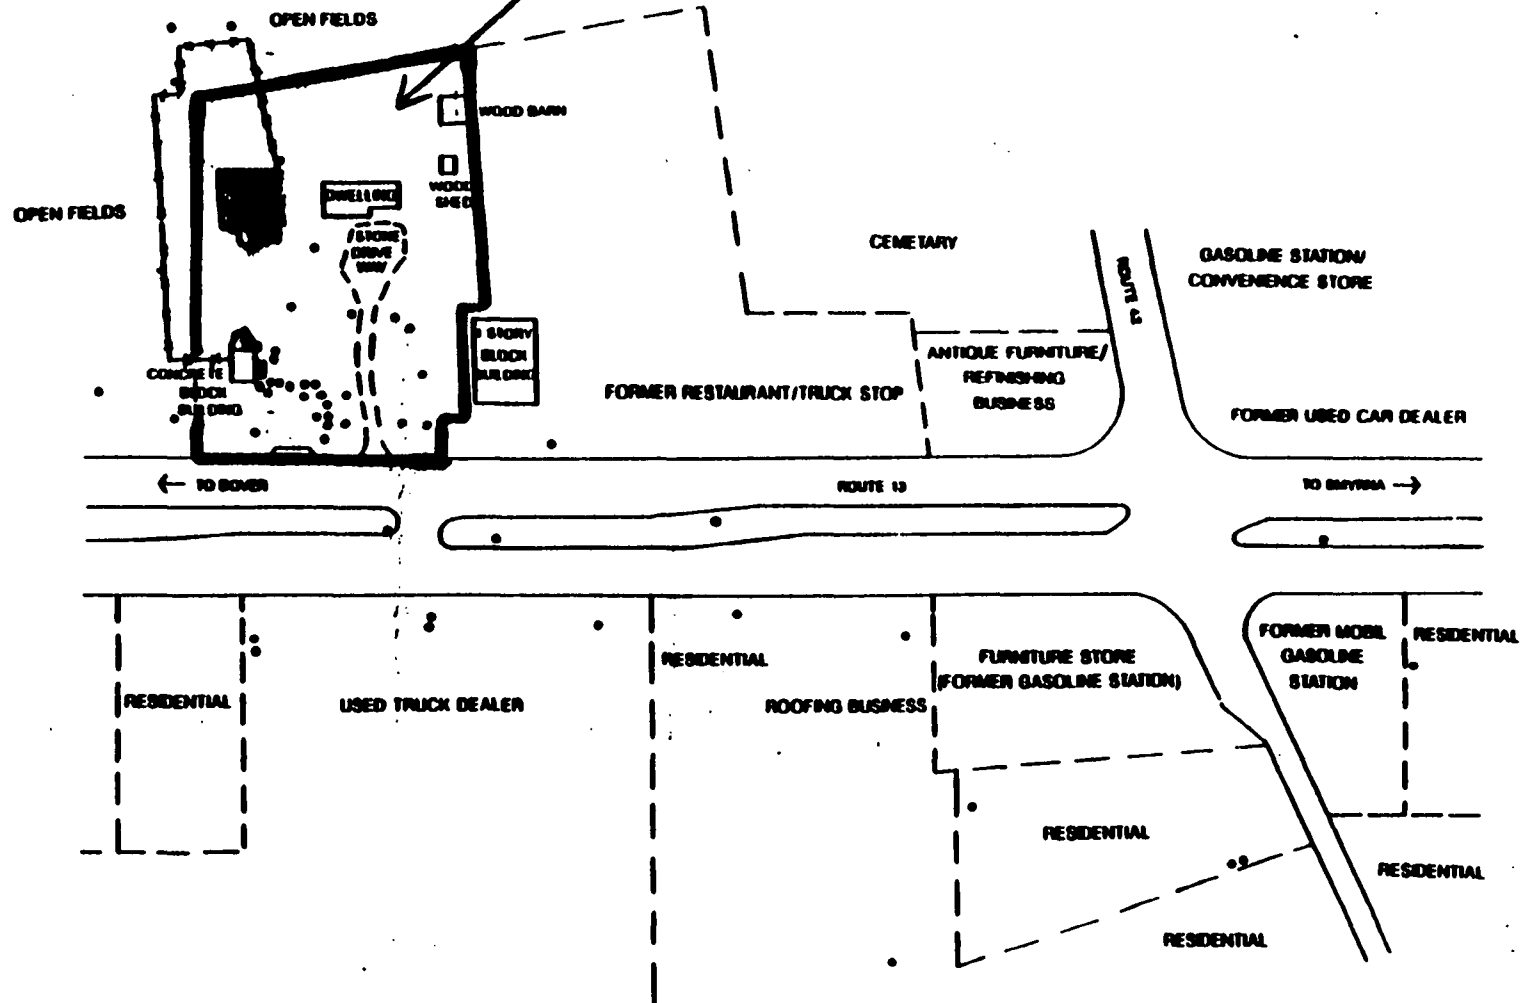 OPEN FIELDS
WOOD BARN
WOOD
SHED
DWELLING
OPEN FIELDS
STONE
DRIVE
WAY
CEMETARY
ROUTE 42
GASOLINE STATION/
CONVENIENCE STORE
1 STORY
BLOCK
BUILDING
ANTIQUE FURNITURE/
REFINISHING
BUSINESS
CONCRETE
BLOCK
BUILDING
FORMER RESTAURANT/TRUCK STOP
FORMER USED CAR DEALER
← TO DOVER
ROUTE 13
TO SMYRNA →
RESIDENTIAL
USED TRUCK DEALER
RESIDENTIAL
ROOFING BUSINESS
FURNITURE STORE
(FORMER GASOLINE STATION)
FORMER MOBIL
GASOLINE
STATION
RESIDENTIAL
RESIDENTIAL
RESIDENTIAL
RESIDENTIAL